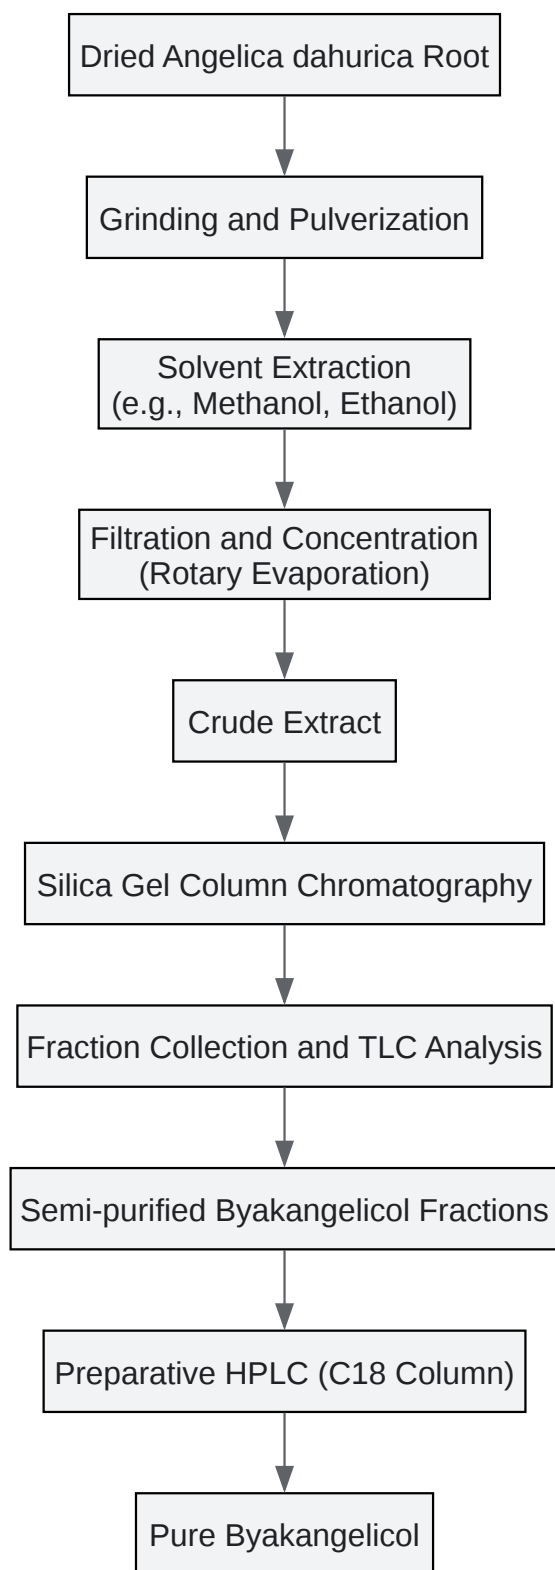 Dried Angelica dahurica Root
Grinding and Pulverization
Solvent Extraction
(e.g., Methanol, Ethanol)
Filtration and Concentration
(Rotary Evaporation)
Crude Extract
Silica Gel Column Chromatography
Fraction Collection and TLC Analysis
Semi-purified Byakangelicol Fractions
Preparative HPLC (C18 Column)
Pure Byakangelicol